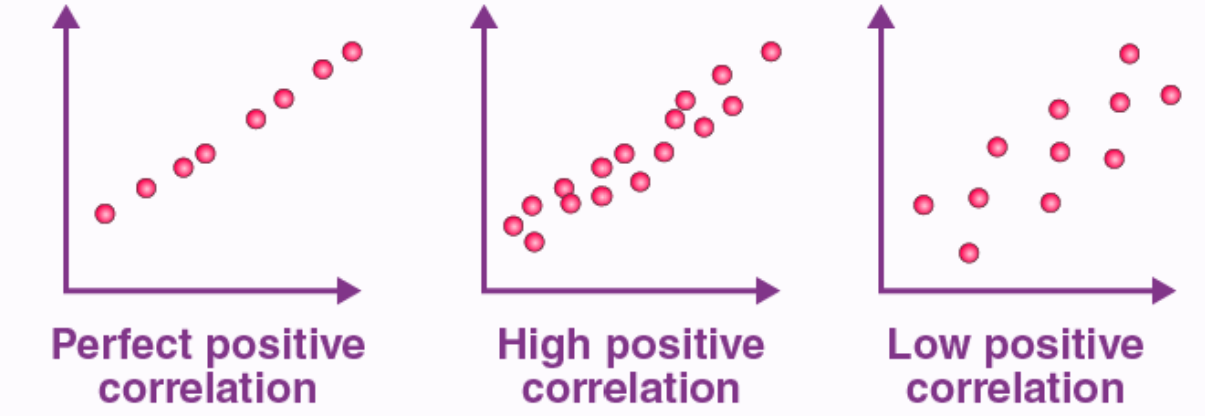 Perfect positive
correlation
High positive
correlation
Low positive
correlation